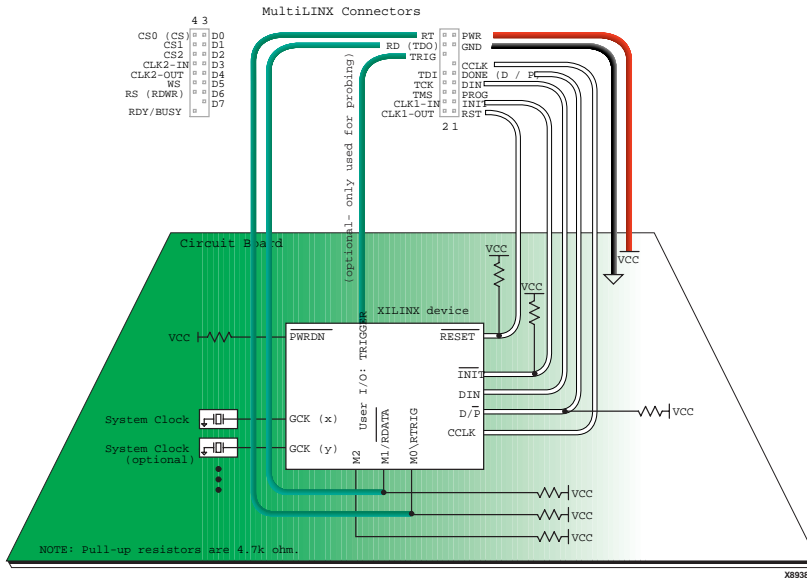 MultiLINX Connectors
4 3
CS0 (CS) D0
CS1 D1
CS2 D2
CLK2-IN D3
CLK2-OUT D4
WS D5
RS (RDWR) D6
D7
RDY/BUSY
RT PWR
RD (TDO) GND
TRIG
CCLK
TDI DONE (D / P)
TCK DIN
TMS PROG
CLK1-IN INIT
CLK1-OUT RST
2 1
(optional- only used for probing)
Circuit Board
VCC
VCC
VCC
XILINX device
VCC
PWRDN
User I/O: TRIGGER
RESET
INIT
DIN
D/P
VCC
CCLK
System Clock
GCK (x)
System Clock
(optional)
GCK (y)
M2
M1/RDATA
M0\RTRIG
VCC
VCC
VCC
NOTE: Pull-up resistors are 4.7k ohm.